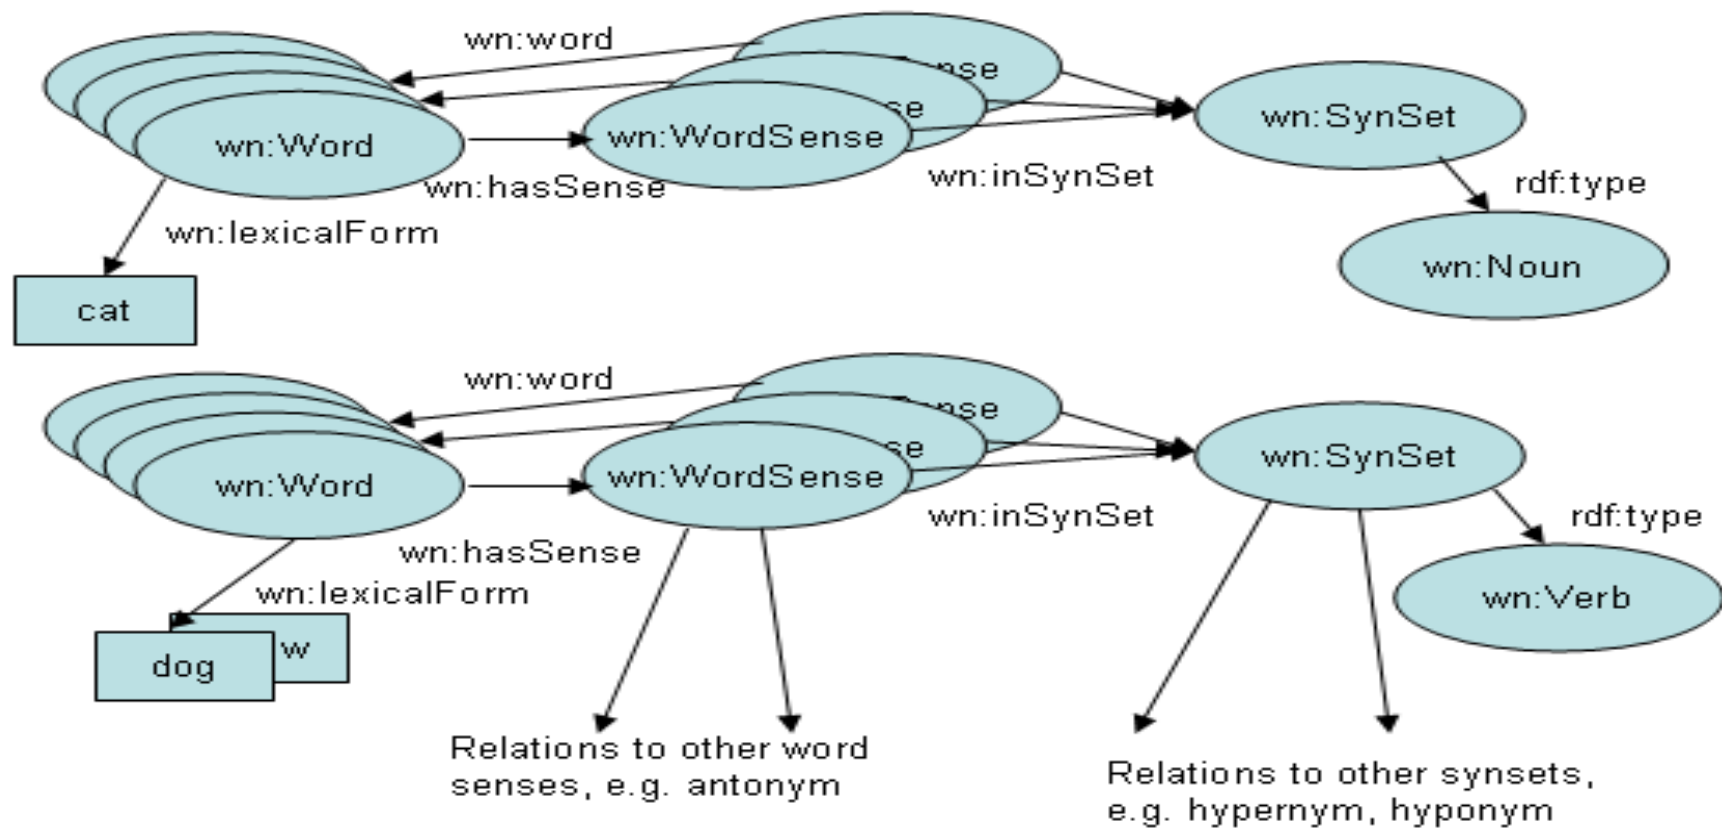 wn:word
wn:Word
wn:WordSense
wn:SynSet
wn:hasSense
wn:inSynSet
rdf:type
wn:lexicalForm
wn:Noun
cat
wn:word
wn:Word
wn:WordSense
wn:SynSet
wn:inSynSet
rdf:type
wn:hasSense
wn:lexicalForm
wn:Verb
w
dog
Relations to other word
senses, e.g. antonym
Relations to other synsets,
e.g. hypernym, hyponym